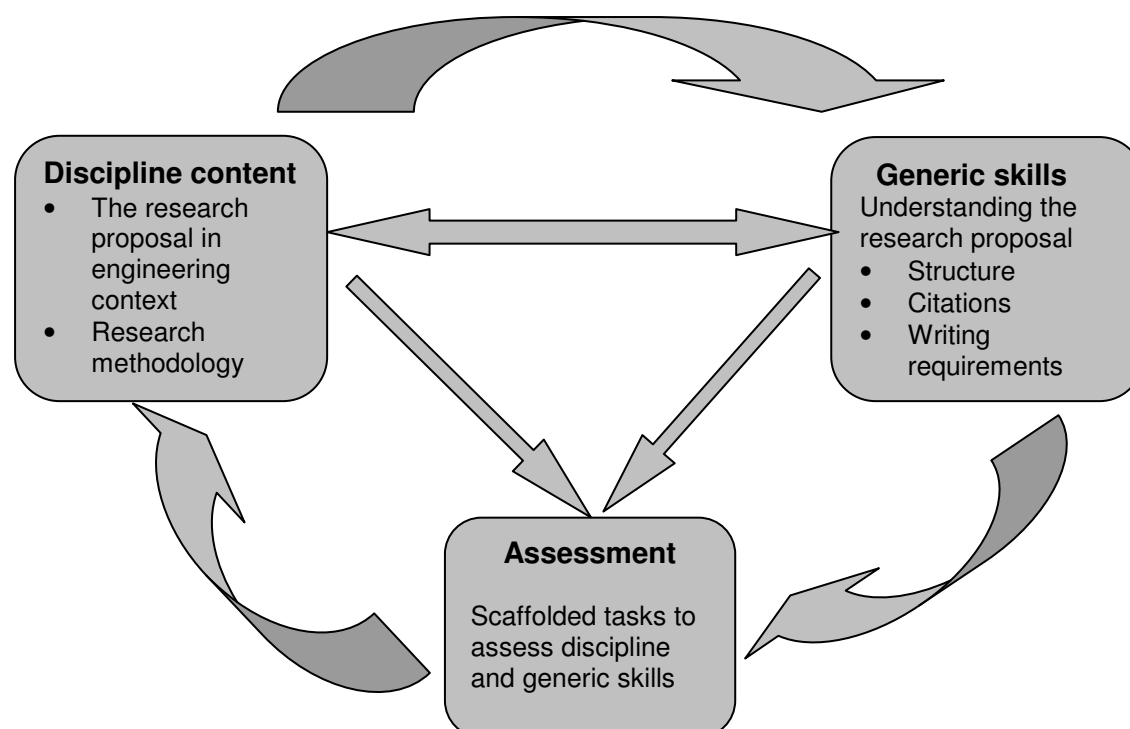 Discipline content
• The research
proposal in
engineering
context
• Research
methodology
Generic skills
Understanding the
research proposal
• Structure
• Citations
• Writing
requirements
Assessment
Scaffolded tasks to
assess discipline
and generic skills